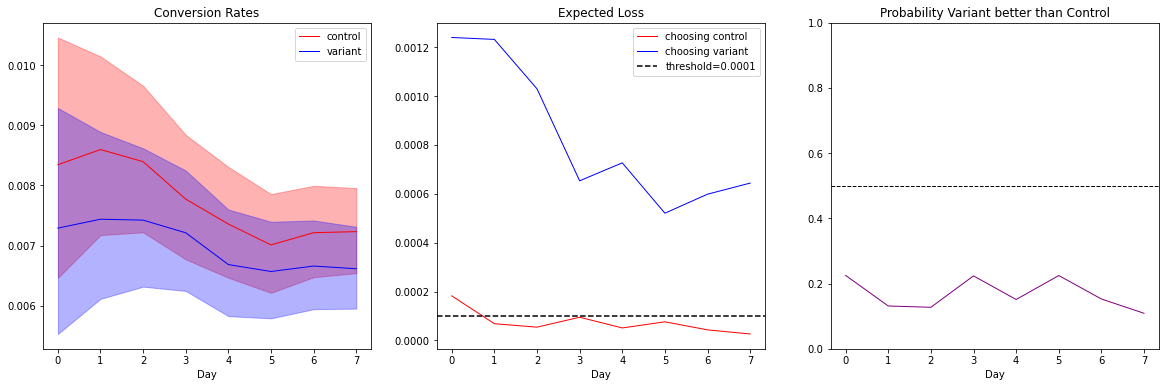 Conversion Rates
control
variant
0.010
0.009
0.008
0.007
0.006
0 1 2 3 4 5 6 7
Day
Expected Loss
choosing control
choosing variant
threshold=0.0001
0.0012
0.0010
0.0008
0.0006
0.0004
0.0002
0.0000
0 1 2 3 4 5 6 7
Day
Probability Variant better than Control
1.0
0.8
0.6
0.4
0.2
0.0
0 1 2 3 4 5 6 7
Day